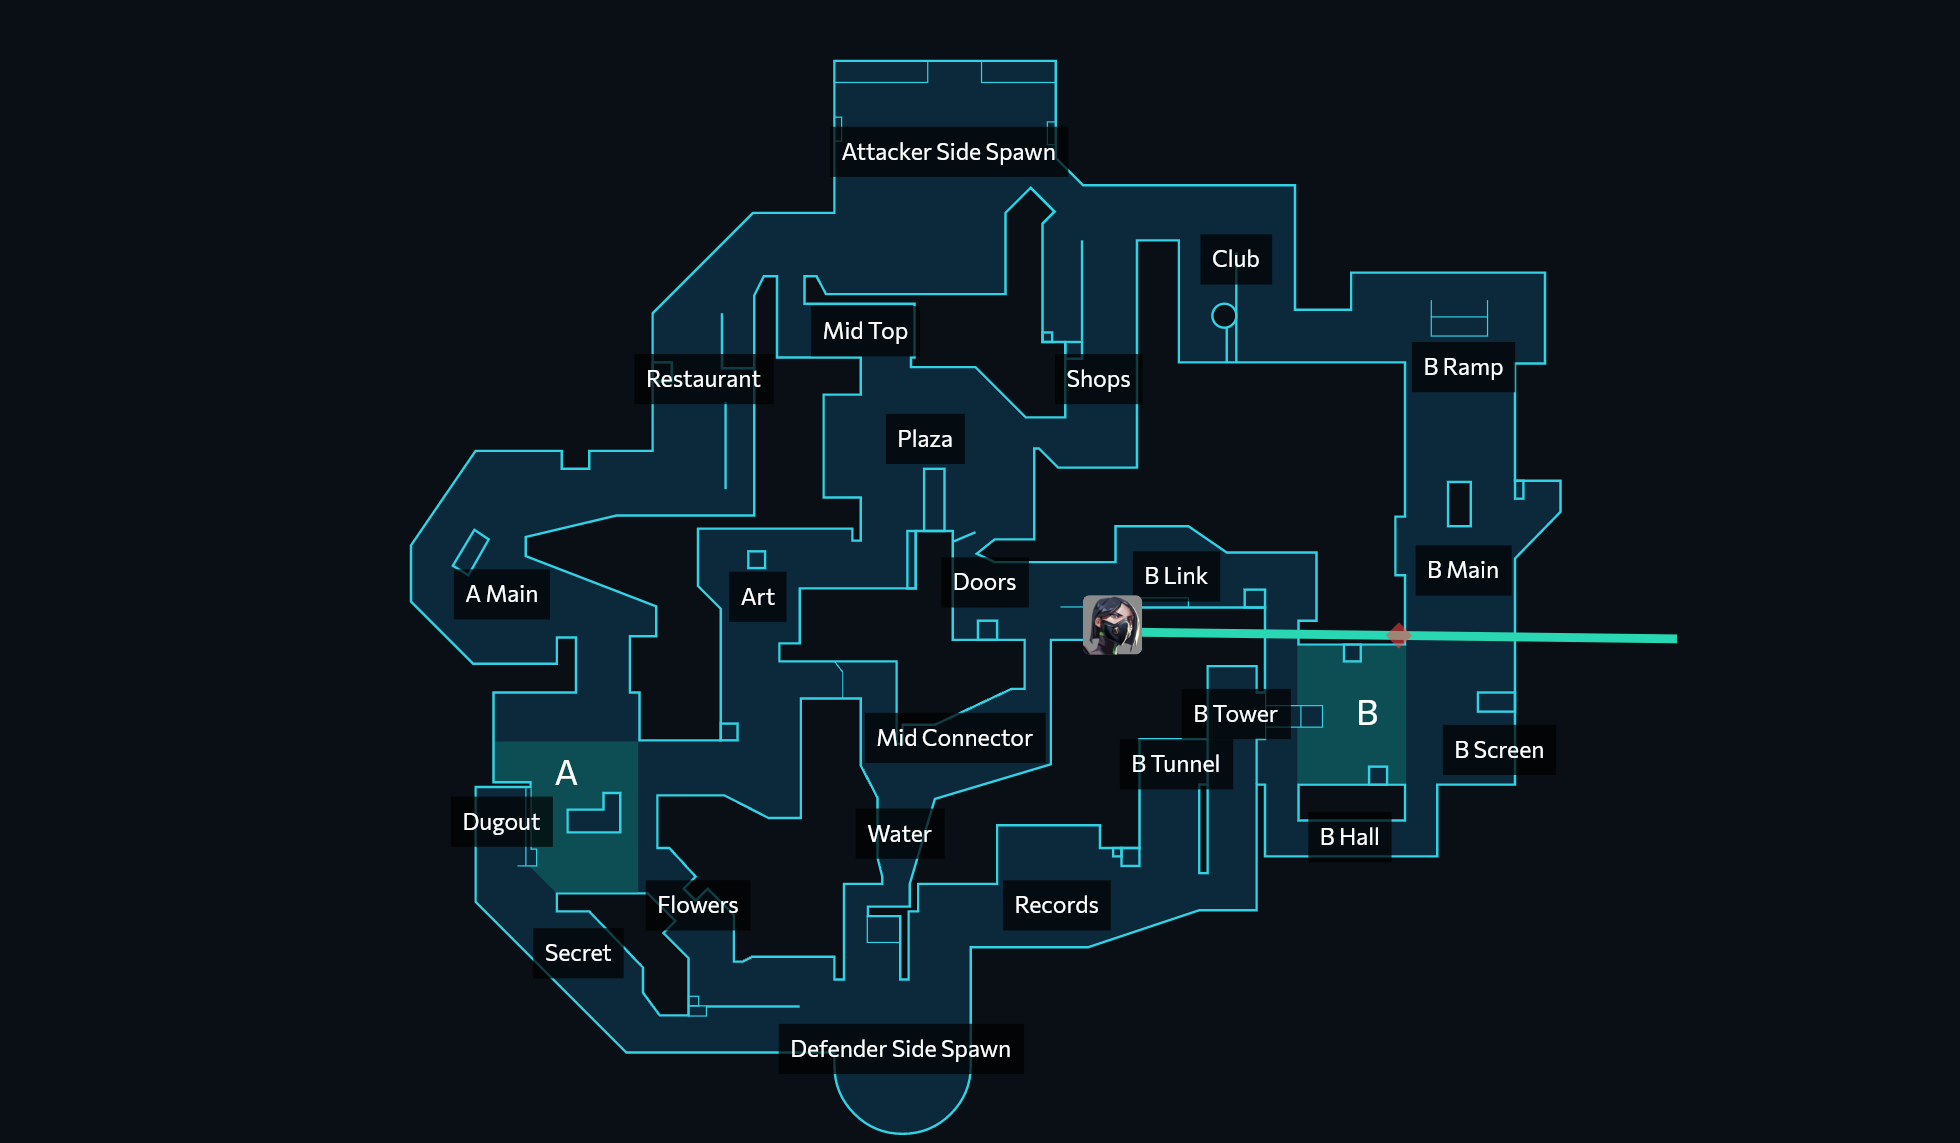 Attacker Side Spawn
Club
Mid Top
B Ramp
Restaurant
Shops
Plaza
B Main
B Link
Doors
A Main
Art
B
B Tower
Mid Connector
B Screen
B Tunnel
A
Dugout
Water
B Hall
Flowers
Records
Secret
Defender Side Spawn